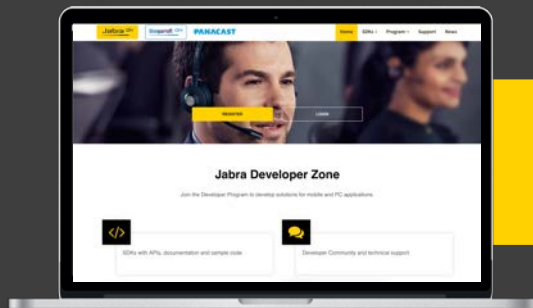 Jabra
BlueParrott
PANACAST
Home SDKs Program Support News
REGISTER LOGIN
Jabra Developer Zone
Join the Developer Program to develop solutions for mobile and PC applications
</>
SDKs with APIs, documentation and sample code
Developer Community and technical support